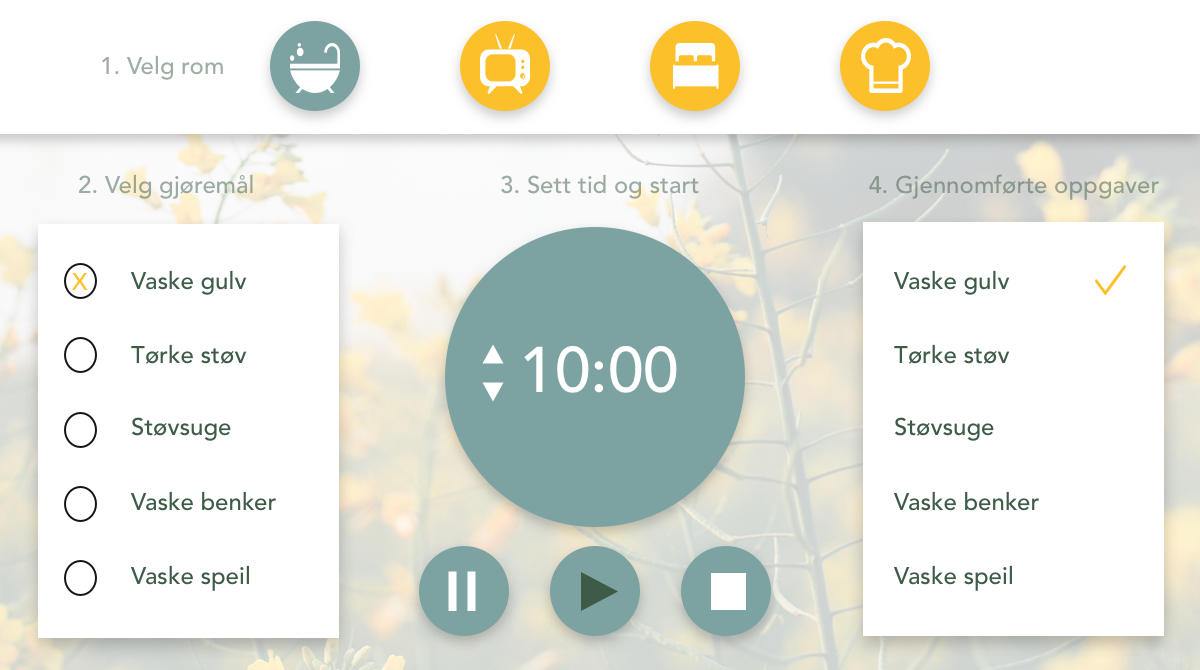 1. Velg rom
2. Velg gjøremål
X Vaske gulv
Tørke støv
Støvsuge
Vaske benker
Vaske speil
3. Sett tid og start
10:00
4. Gjennomførte oppgaver
Vaske gulv
Tørke støv
Støvsuge
Vaske benker
Vaske speil